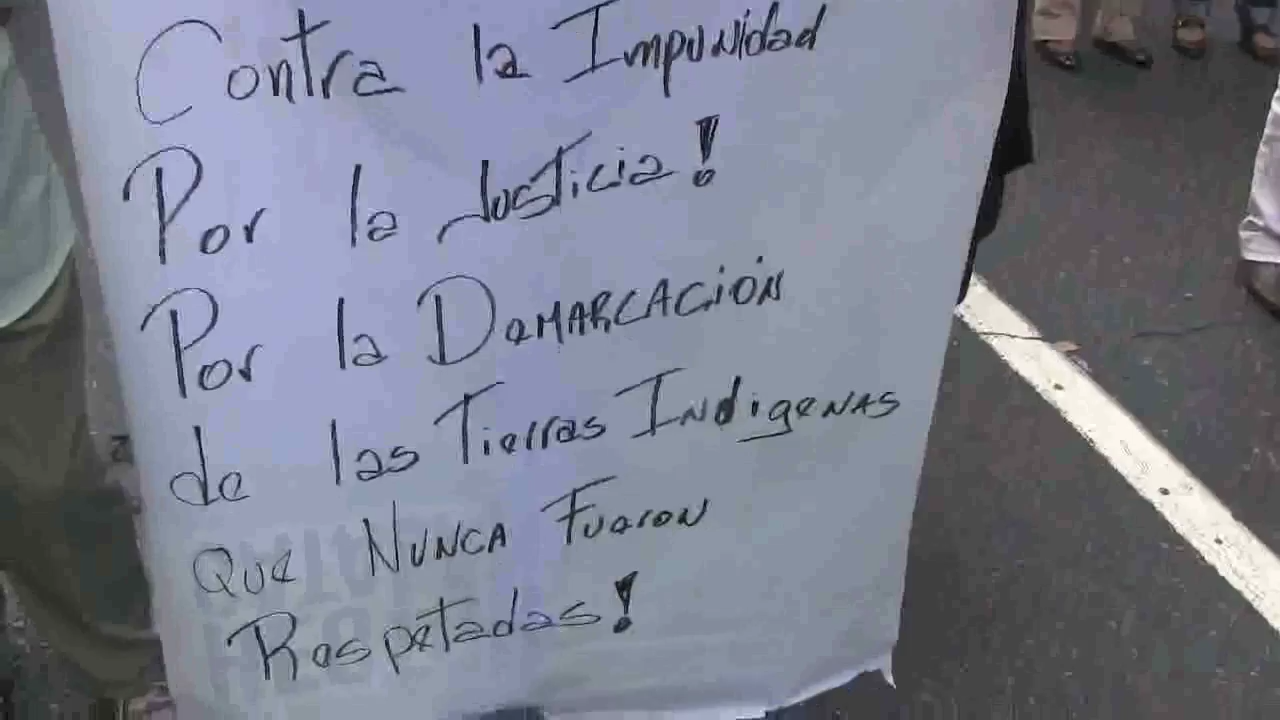 Contra la Impunidad
Por la Justicia!
Por la DeMARCACIÓN
de las Tierras INdigeNAS
Que NUNCA FueroN
Respetadas!